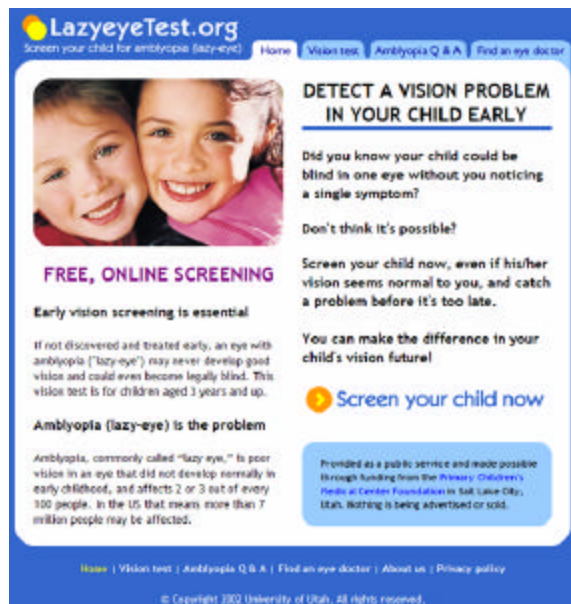 LazyeyeTest.org
Screen your child for amblyopia (lazy-eye)
Home
Vision test
Amblyopia Q & A
Find an eye doctor
FREE, ONLINE SCREENING
Early vision screening is essential
If not discovered and treated early, an eye with
amblyopia ("lazy-eye") may never develop good
vision and could even become legally blind. This
vision test is for children aged 3 years and up.
Amblyopia (lazy-eye) is the problem
Amblyopia, commonly called "lazy eye," is poor
vision in an eye that did not develop normally in
early childhood, and affects 2 or 3 out of every
100 people. In the US that means more than 7
million people may be affected.
DETECT A VISION PROBLEM
IN YOUR CHILD EARLY
Did you know your child could be
blind in one eye without you noticing
a single symptom?
Don't think it's possible?
Screen your child now, even if his/her
vision seems normal to you, and catch
a problem before it's too late.
You can make the difference in your
child's vision future!
Screen your child now
Provided as a public service and made possible
through funding from the Primary Children's
Medical Center Foundation in Salt Lake City,
Utah. Nothing is being advertised or sold.
Home | Vision test | Amblyopia Q & A | Find an eye doctor | About us | Privacy policy
© Copyright 2002 University of Utah. All rights reserved.